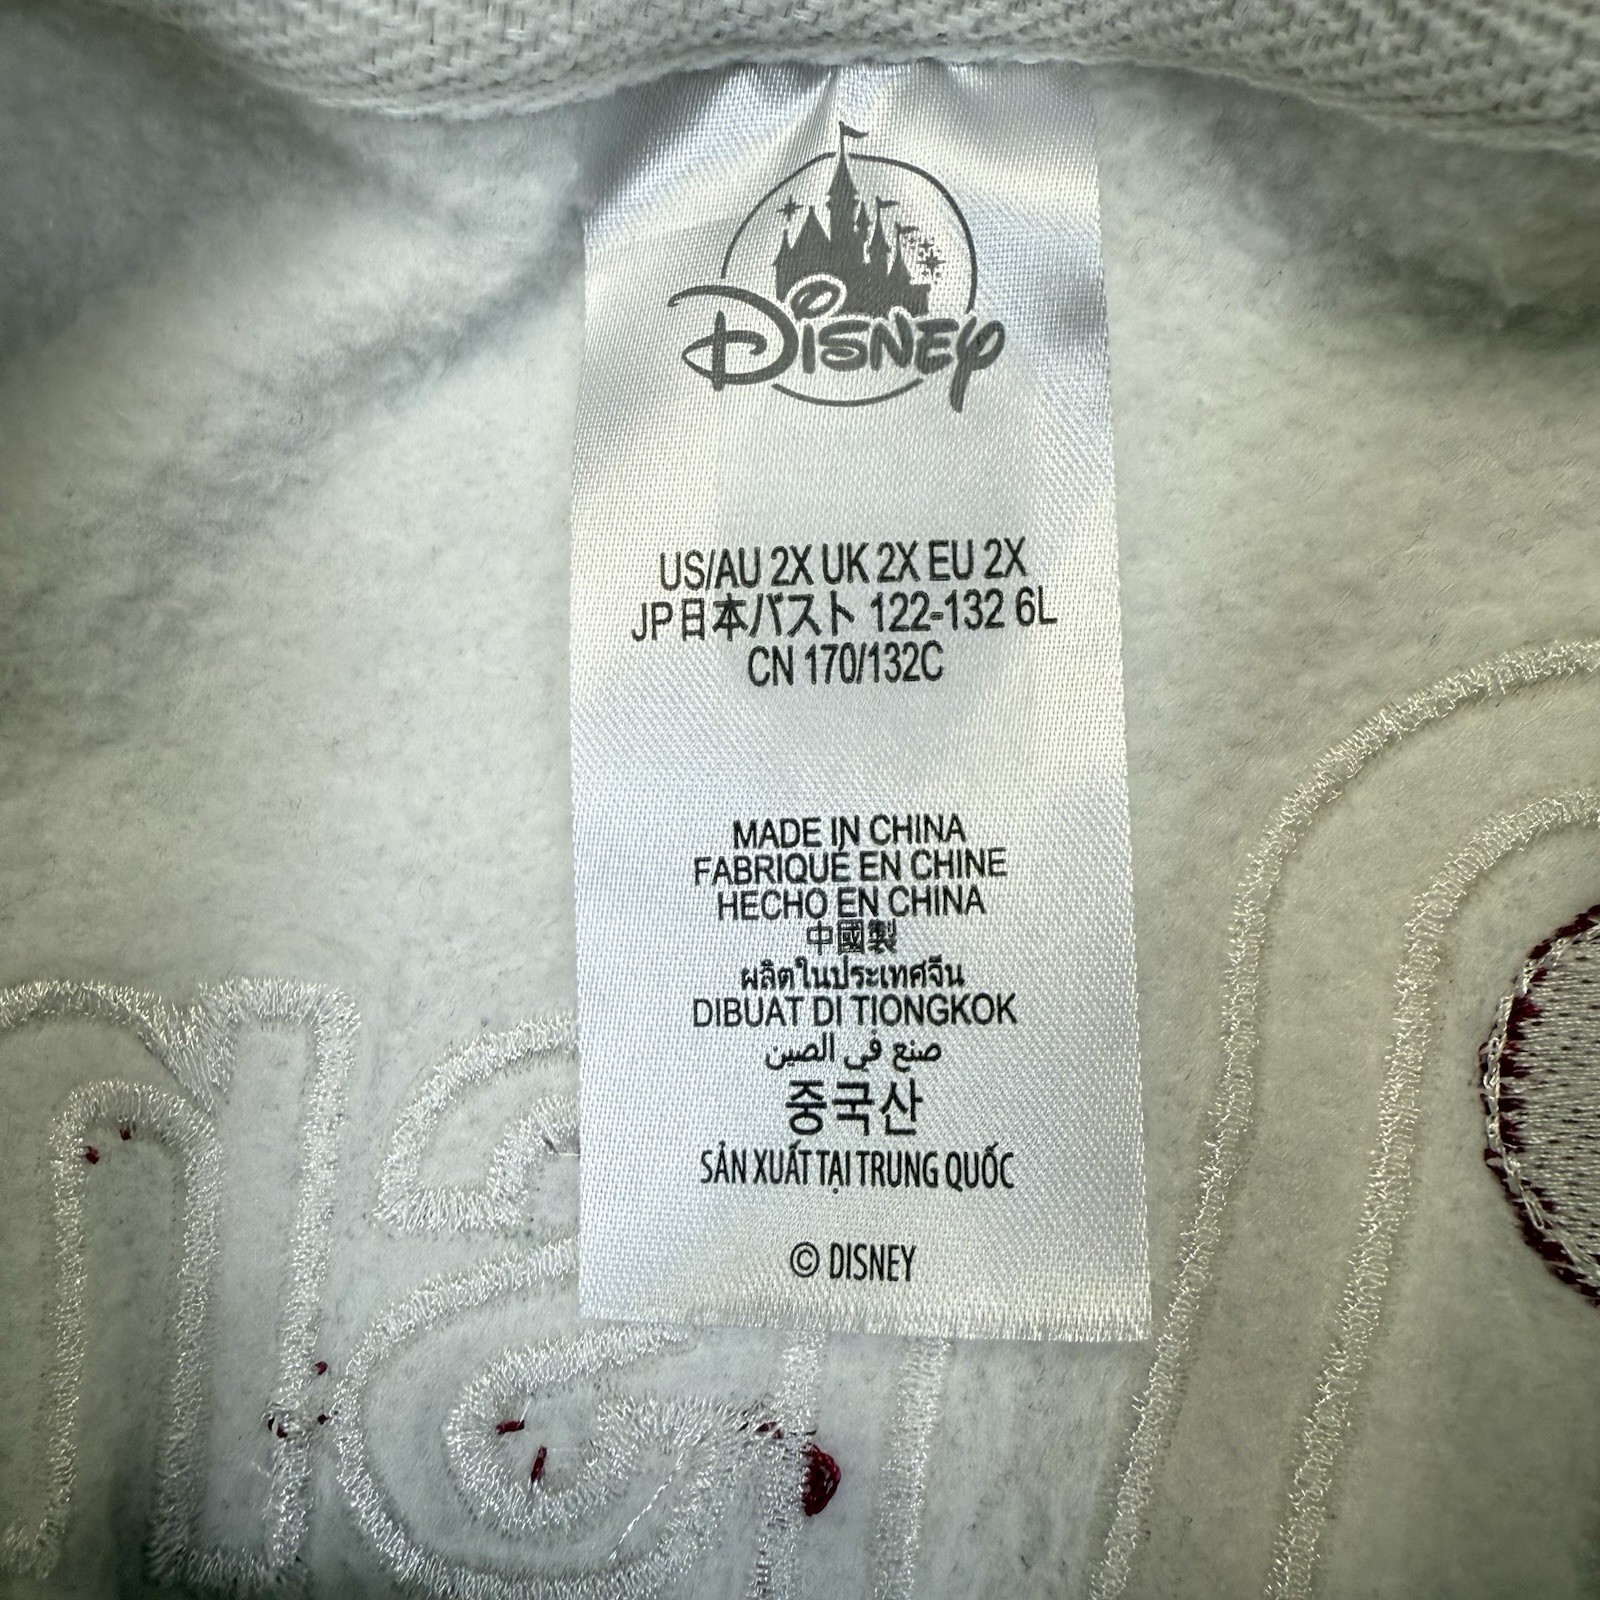 Disney
US/AU 2X UK 2X EU 2X
JP日本バスト 122-132 6L
CN 170/132C
MADE IN CHINA
FABRIQUÉ EN CHINE
HECHO EN CHINA
中國製
ผลิตในประเทศจีน
DIBUAT DI TIONGKOK
صنع في الصين
중국산
SẢN XUẤT TẠI TRUNG QUỐC
© DISNEY